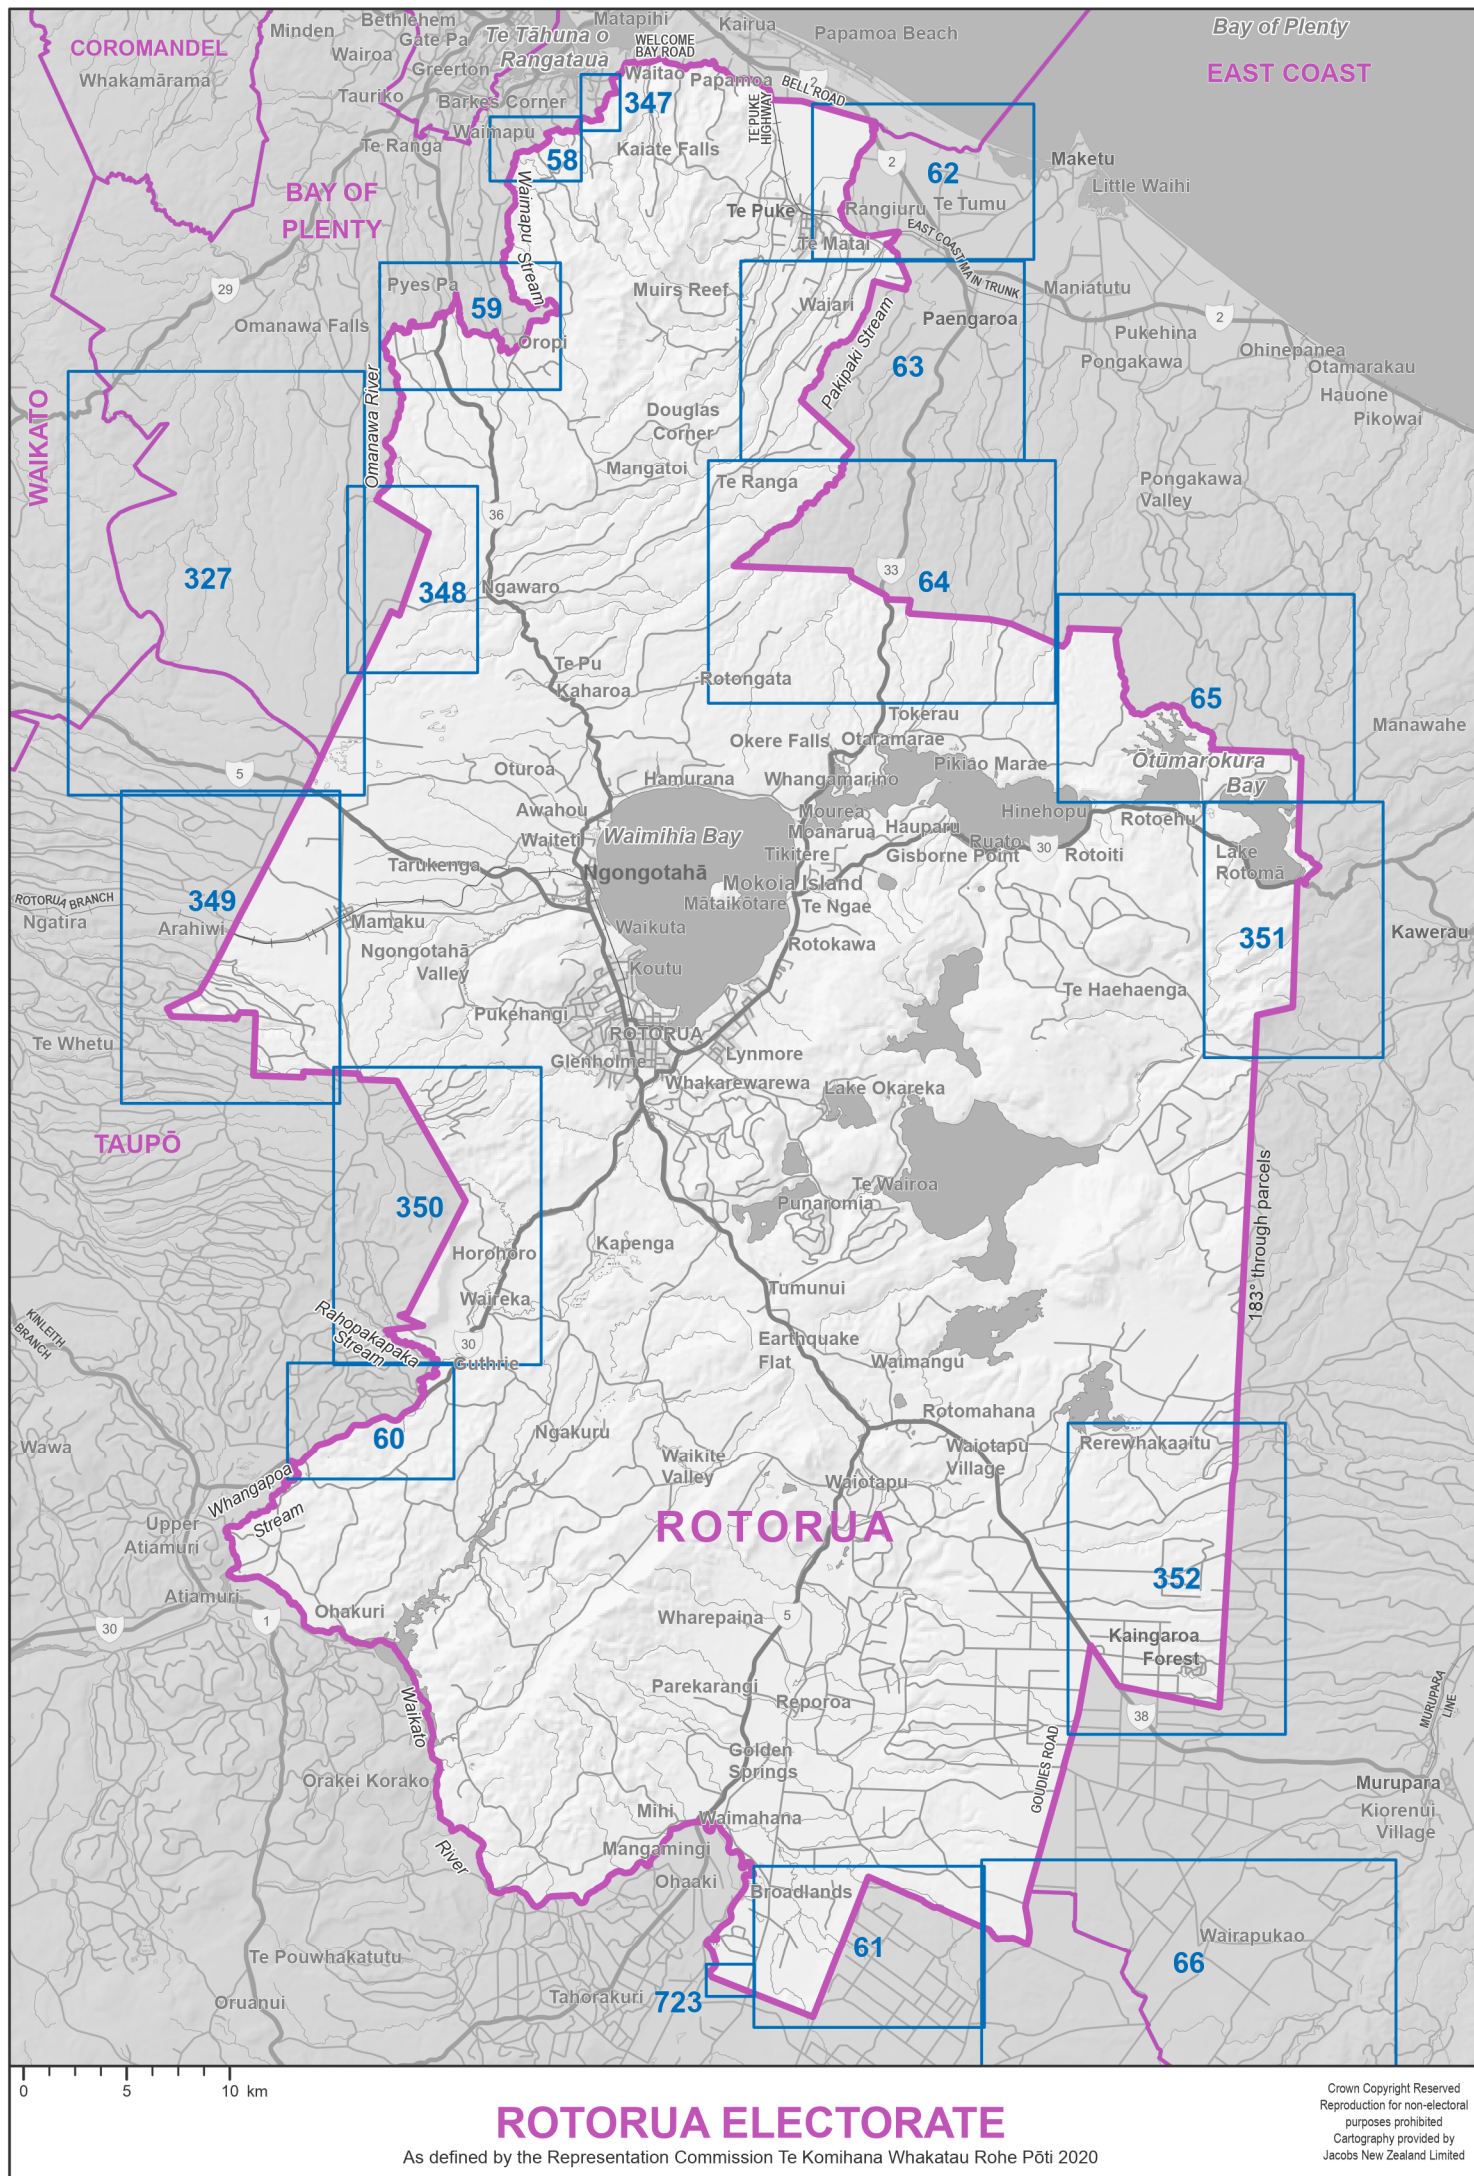 Bethlehem
Matapihi
Kairua
Bay of Plenty
Minden
Gate Pa
Te Tāhuna o
Rangataua
WELCOME
BAY ROAD
Papamoa Beach
COROMANDEL
Wairoa
EAST COAST
Whakamārama
Greerton
Waitao
Papamoa
2
BELL ROAD
Tauriko
Barkes Corner
347
TE PUKE
HIGHWAY
Te Ranga
Waimapu
58
Kaiate Falls
2
Maketu
62
Little Waihi
BAY OF
PLENTY
Waimapu Stream
Te Puke
Rangiuru
Te Tumu
Te Matai
EAST COAST MAIN TRUNK
29
Pyes Pa
59
Muirs Reef
Waiari
Maniatutu
2
Omanawa Falls
Oropi
Pakipaki Stream
Paengaroa
Pukehina
Ohinepanea
Pongakawa
Otamarakau
63
Hauone
Pikowai
WAIKATO
Omanawa River
Douglas
Corner
Mangatoi
Te Ranga
Pongakawa
Valley
36
327
348
Ngawaro
33
64
Te Pu
Kaharoa
Rotongata
65
Tokerau
Manawahe
Okere Falls
Otaramarae
5
Oturoa
Hamurana
Whangamarino
Pikiao Marae
Ōtūmarokura
Bay
Awahou
Mourea
Hinehopu
Rotoehu
Waiteti
Waimihia Bay
Moanarua
Hauparu
Ruato
Tarukenga
Tikitere
Gisborne Point
30
Rotoiti
Lake
Rotomā
Ngongotahā
Mokoia Island
349
ROTORUA BRANCH
Mātaikōtare
Te Ngae
Ngatira
Arahiwi
Mamaku
Waikuta
351
Kawerau
Ngongotahā
Valley
Rotokawa
Koutu
Te Haehaenga
Pukehangi
ROTORUA
Te Whetu
Glenholme
Lynmore
Whakarewarewa
Lake Okareka
TAUPŌ
350
Te Wairoa
Punaromia
183° through parcels
Horohoro
Kapenga
Waireka
Tumunui
KINLEITH
BRANCH
Rahopakapaka
Stream
30
Guthrie
Earthquake
Flat
Waimangu
Rotomahana
60
Wawa
Ngakuru
Waikite
Valley
Waiotapu
Village
Rerewhakaaitu
Whangapoa
Stream
Waiotapu
Upper
Atiamuri
ROTORUA
352
Atiamuri
Ohakuri
30
1
Wharepaina
5
Kaingaroa
Forest
Waikato
Parekarangi
Reporoa
38
MURUPARA
LINE
Golden
Springs
GOUDIES ROAD
Orakei Korako
Murupara
Mihi
Waimahana
Kiorenui
Village
River
Mangamingi
Ohaaki
Broadlands
61
Wairapukao
66
Te Pouwhakatutu
Tahorakuri
723
Oruanui
0 5 10 km
ROTORUA ELECTORATE
As defined by the Representation Commission Te Komihana Whakatau Rohe Pōti 2020
Crown Copyright Reserved
Reproduction for non-electoral
purposes prohibited
Cartography provided by
Jacobs New Zealand Limited